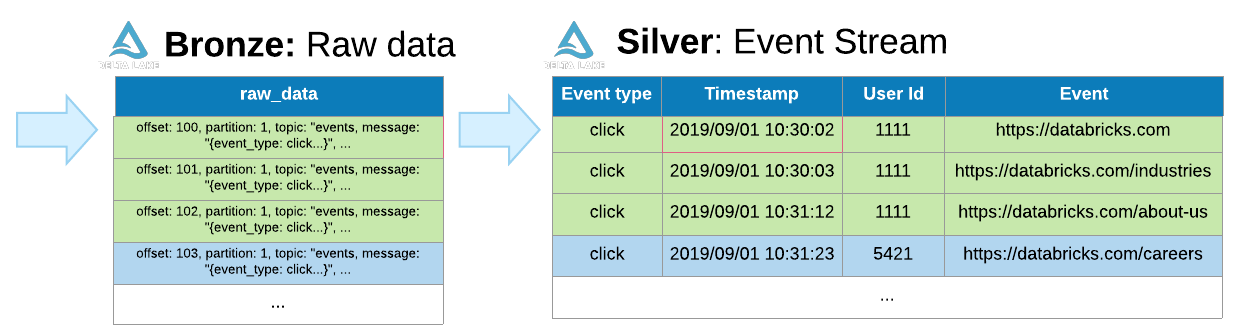 DELTA LAKE
Bronze: Raw data
raw_data
offset: 100, partition: 1, topic: "events, message:
"{event_type: click...}", ...
offset: 101, partition: 1, topic: "events, message:
"{event_type: click...}", ...
offset: 102, partition: 1, topic: "events, message:
"{event_type: click...}", ...
offset: 103, partition: 1, topic: "events, message:
"{event_type: click...}", ...
...
DELTA LAKE
Silver: Event Stream
Event type Timestamp User Id Event
click 2019/09/01 10:30:02 1111 https://databricks.com
click 2019/09/01 10:30:03 1111 https://databricks.com/industries
click 2019/09/01 10:31:12 1111 https://databricks.com/about-us
click 2019/09/01 10:31:23 5421 https://databricks.com/careers
...